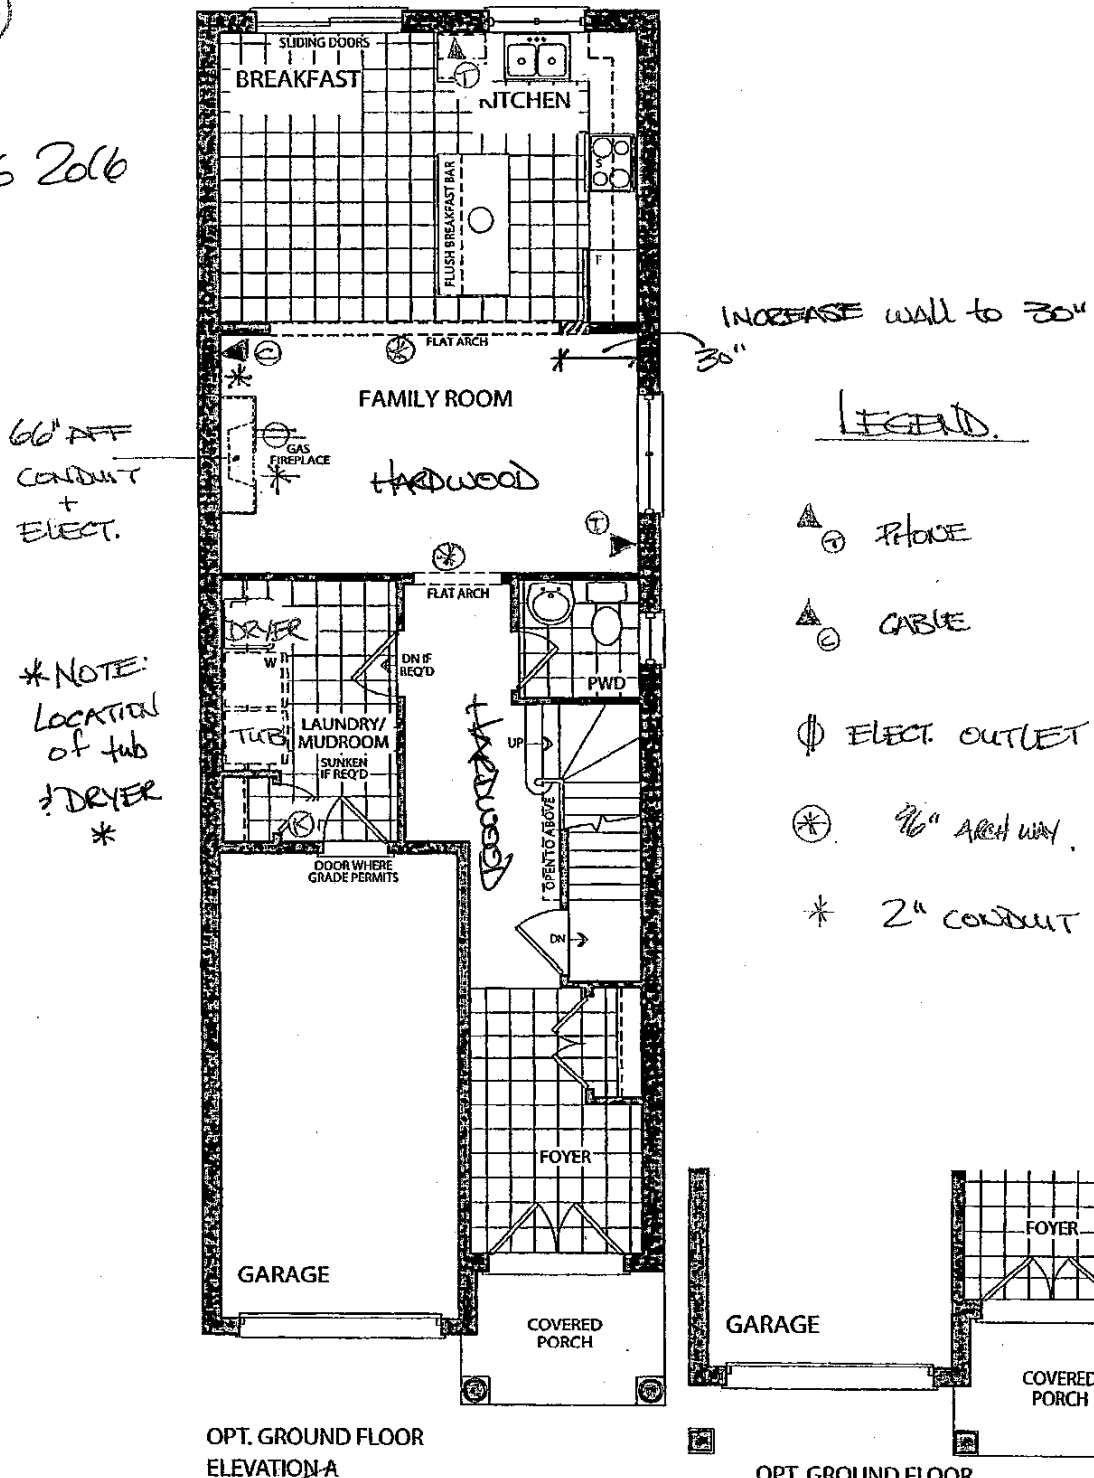 2016
SLIDING DOORS
BREAKFAST
T
KITCHEN
S
FLUSH BREAKFAST BAR
F
INCREASE WALL to 30"
30"
FLAT ARCH
C
FAMILY ROOM
LEGEND.
66" AFF
CONDUIT
+
ELECT.
GAS
FIREPLACE
HARDWOOD
T
T PHONE
FLAT ARCH
C CABLE
DRYER
W
DN IF
REQ'D
PWD
* NOTE:
LOCATION
of tub
& DRYER
*
TUB
LAUNDRY/
MUDROOM
SUNKEN
IF REQ'D
HARDWOOD
UP
ELECT. OUTLET
K
OPEN TO ABOVE
96" ARCHWAY.
DOOR WHERE
GRADE PERMITS
* 2" CONDUIT
DN
FOYER
GARAGE
COVERED
PORCH
OPT. GROUND FLOOR
ELEVATION A
FOYER
GARAGE
COVERED
PORCH
OPT. GROUND FLOOR